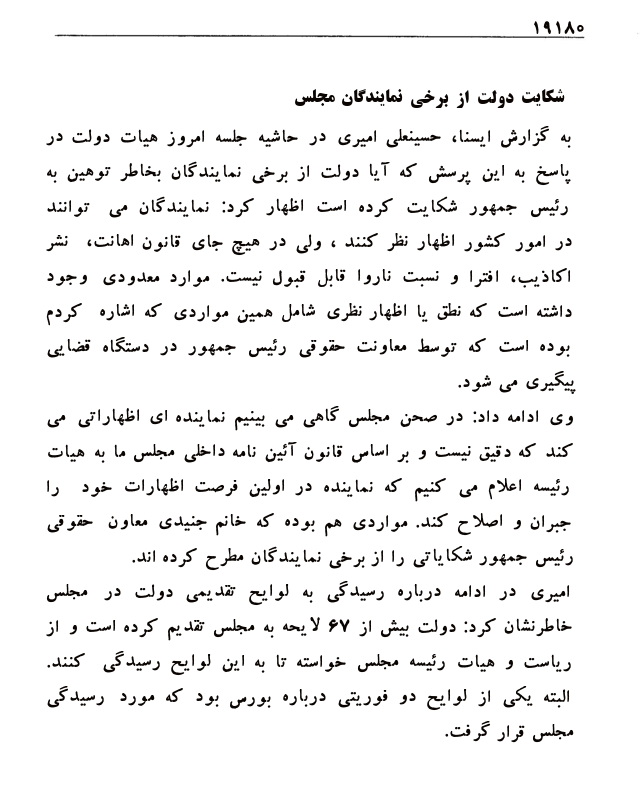 ۱۹۱۸۰
شکایت دولت از برخی نمایندگان مجلس
به گزارش ایسنا، حسینعلی امیری در حاشیه جلسه امروز هیات دولت در
پاسخ به این پرسش که آیا دولت از برخی نمایندگان بخاطر توهین به
رئیس جمهور شکایت کرده است اظهار کرد: نمایندگان می توانند
در امور کشور اظهار نظر کنند ، ولی در هیچ جای قانون اهانت، نشر
اکاذیب، افترا و نسبت ناروا قابل قبول نیست. موارد معدودی وجود
داشته است که نطق یا اظهار نظری شامل همین مواردی که اشاره کردم
بوده است که توسط معاونت حقوقی رئیس جمهور در دستگاه قضایی
پیگیری می شود.
وی ادامه داد: در صحن مجلس گاهی می بینیم نماینده ای اظهاراتی می
کند که دقیق نیست و بر اساس قانون آئین نامه داخلی مجلس ما به هیات
رئیسه اعلام می کنیم که نماینده در اولین فرصت اظهارات خود را
جبران و اصلاح کند. مواردی هم بوده که خانم جنیدی معاون حقوقی
رئیس جمهور شکایاتی را از برخی نمایندگان مطرح کرده اند.
امیری در ادامه درباره رسیدگی به لوایح تقدیمی دولت در مجلس
خاطرنشان کرد: دولت بیش از ۶۷ لایحه به مجلس تقدیم کرده است و از
ریاست و هیات رئیسه مجلس خواسته تا به این لوایح رسیدگی کنند.
البته یکی از لوایح دو فوریتی درباره بورس بود که مورد رسیدگی
مجلس قرار گرفت.